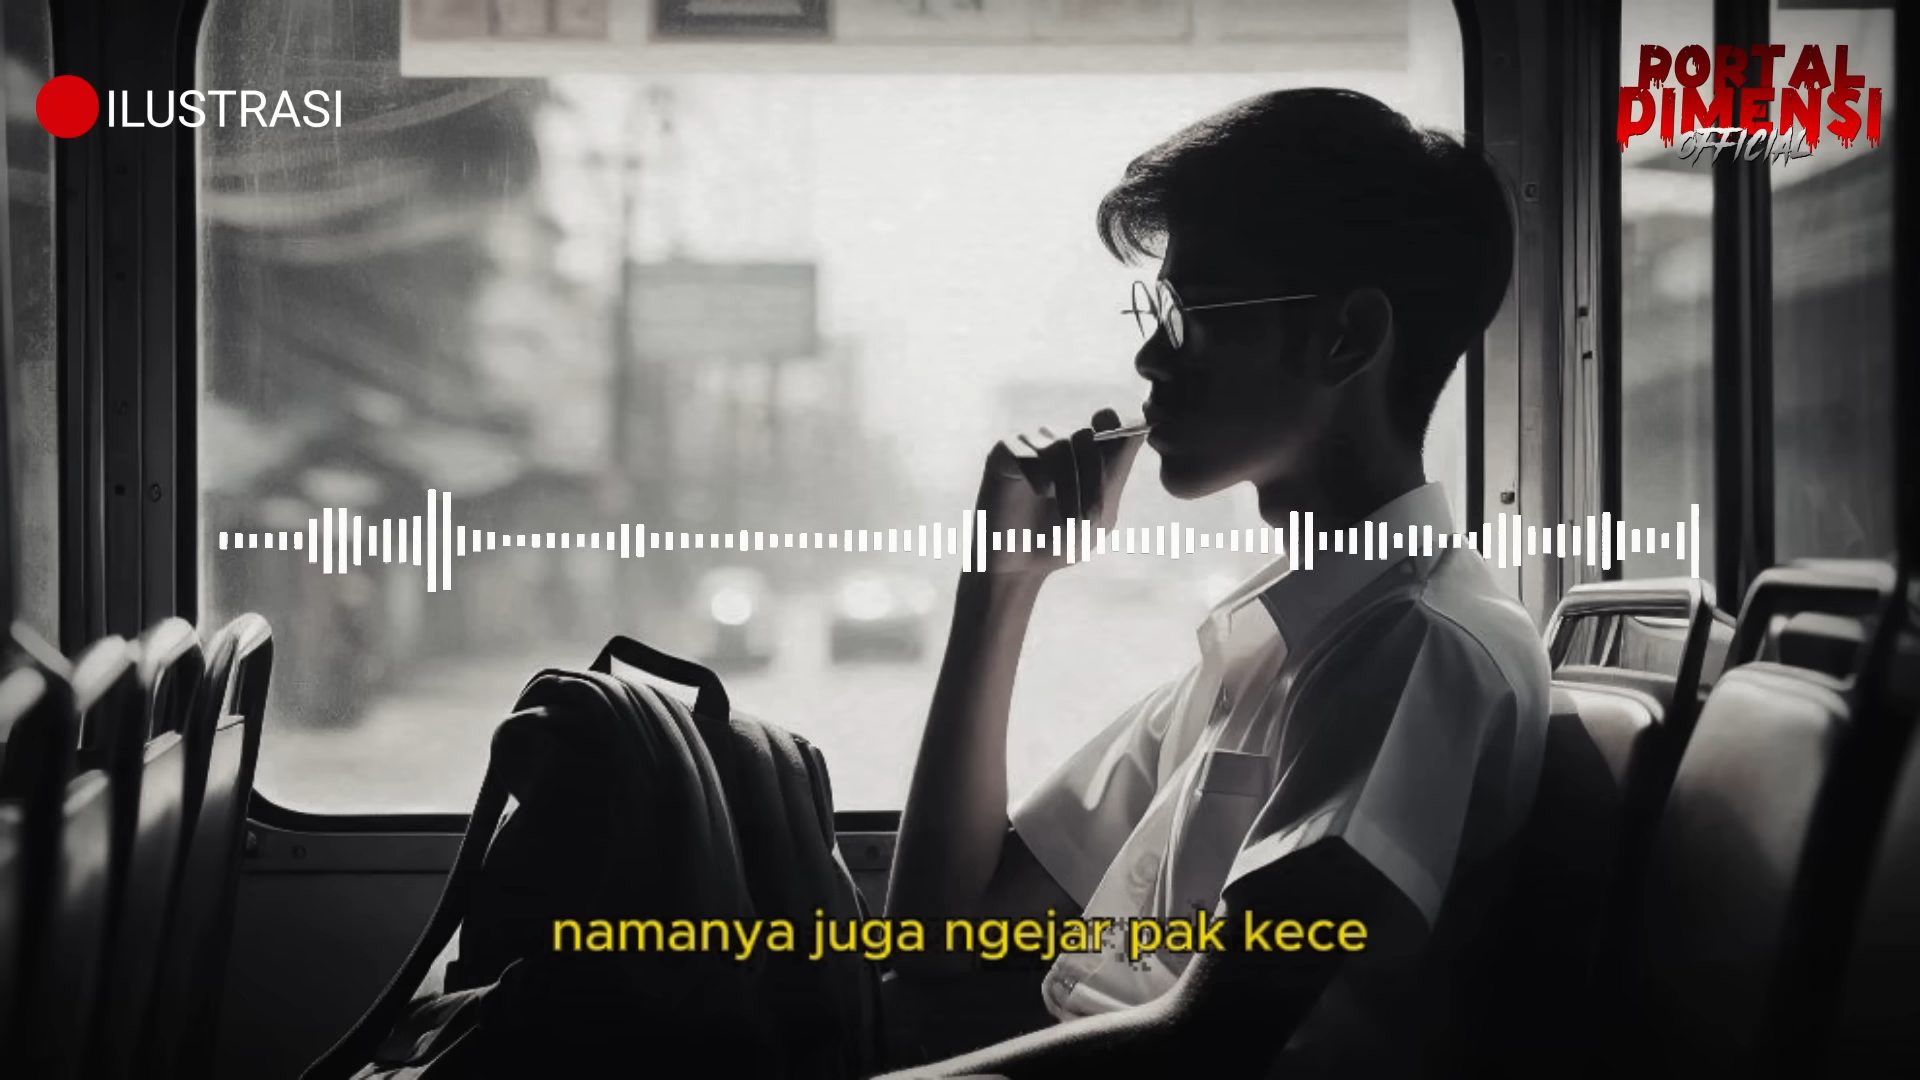 ILUSTRASI
PORTAL
DIMENSI
OFFICIAL
namanya juga ngejar pak kece